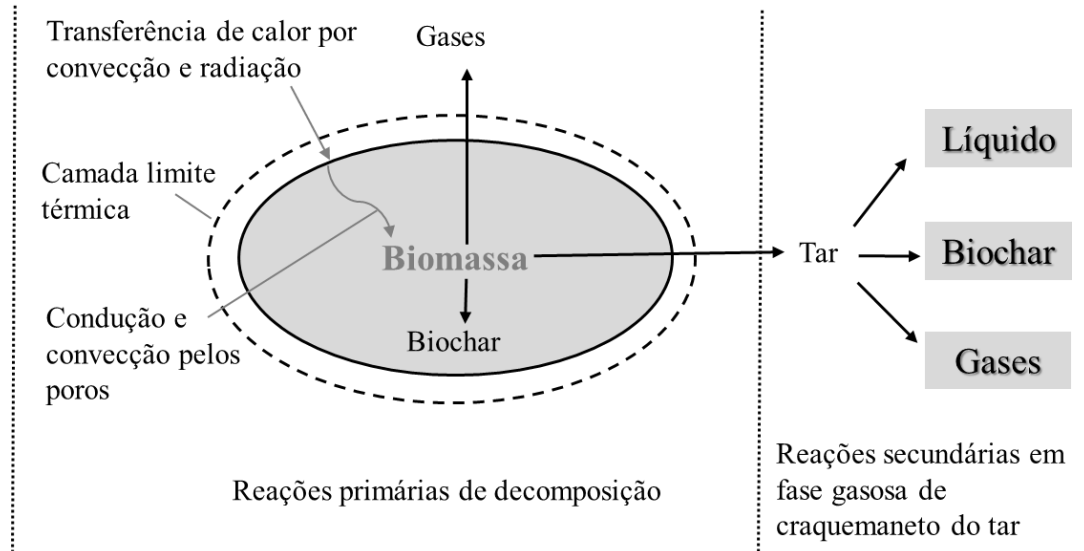 Transferência de calor por
convecção e radiação
Gases
Camada limite
térmica
Biomassa
Biochar
Condução e
convecção pelos
poros
Reações primárias de decomposição
Tar
Líquido
Biochar
Gases
Reações secundárias em
fase gasosa de
craquemaneto do tar